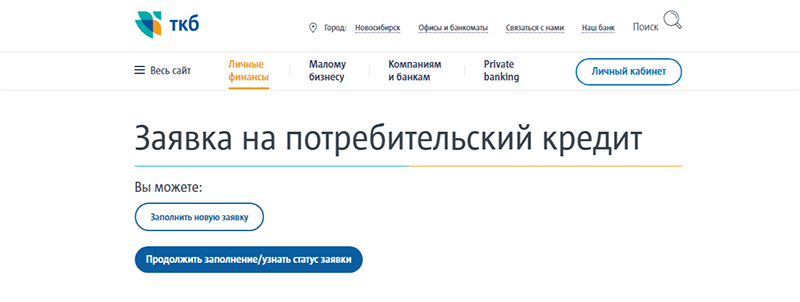 ткб
Город: Новосибирск Офисы и банкоматы Связаться с нами Наш банк Поиск
Весь сайт
Личные
финансы
Малому
бизнесу
Компаниям
и банкам
Private
banking
Личный кабинет
Заявка на потребительский кредит
Вы можете:
Заполнить новую заявку
Продолжить заполнение/узнать статус заявки